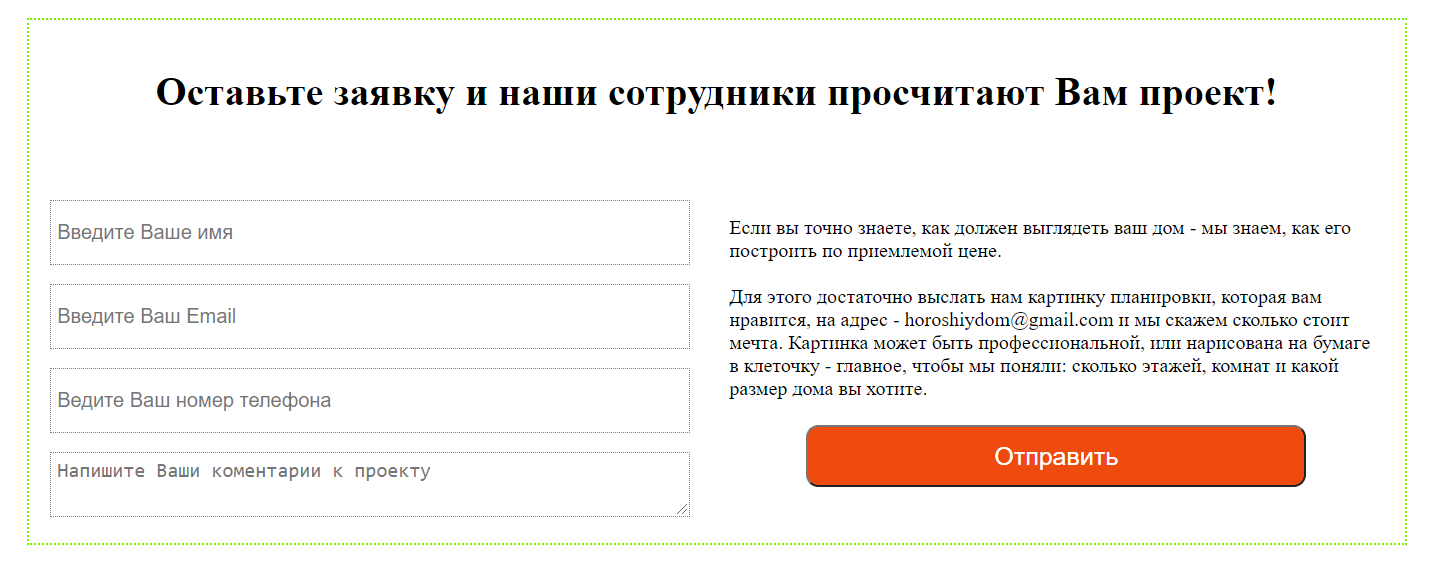 Оставьте заявку и наши сотрудники просчитают Вам проект!
Введите Ваше имя
Введите Ваш Email
Ведите Ваш номер телефона
Напишите Ваши коментарии к проекту
Если вы точно знаете, как должен выглядеть ваш дом - мы знаем, как его
построить по приемлемой цене.
Для этого достаточно выслать нам картинку планировки, которая вам
нравится, на адрес - horoshiydom@gmail.com и мы скажем сколько стоит
мечта. Картинка может быть профессиональной, или нарисована на бумаге
в клеточку - главное, чтобы мы поняли: сколько этажей, комнат и какой
размер дома вы хотите.
Отправить